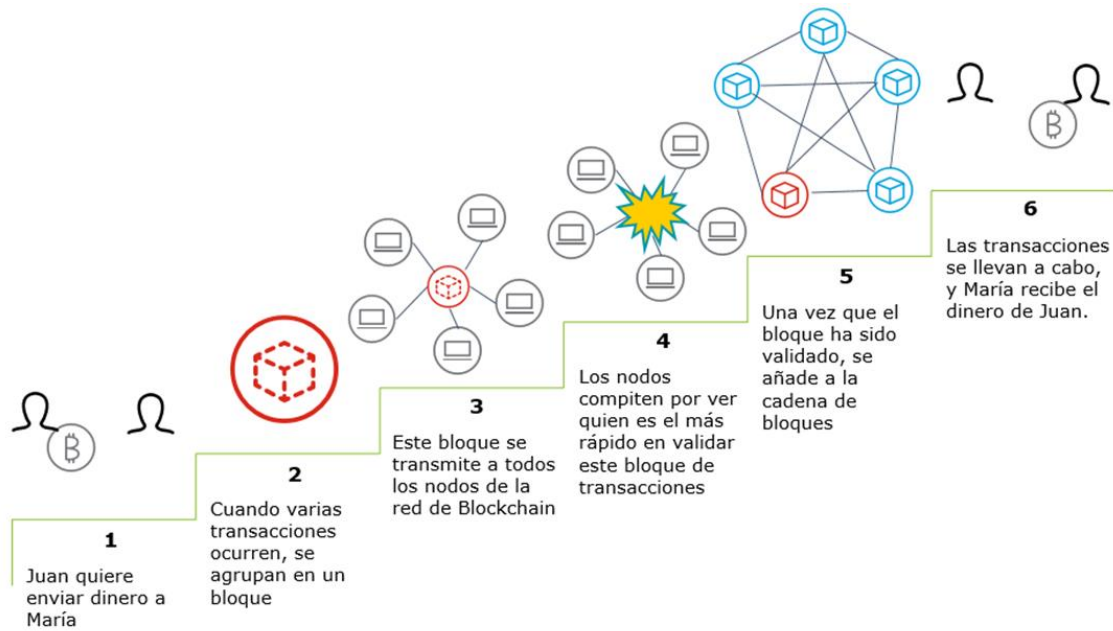 1
Juan quiere
enviar dinero a
María
2
Cuando varias
transacciones
ocurren, se
agrupan en un
bloque
3
Este bloque se
transmite a todos
los nodos de la
red de Blockchain
4
Los nodos
compiten por ver
quien es el más
rápido en validar
este bloque de
transacciones
5
Una vez que el
bloque ha sido
validado, se
añade a la
cadena de
bloques
6
Las transacciones
se llevan a cabo,
y María recibe el
dinero de Juan.